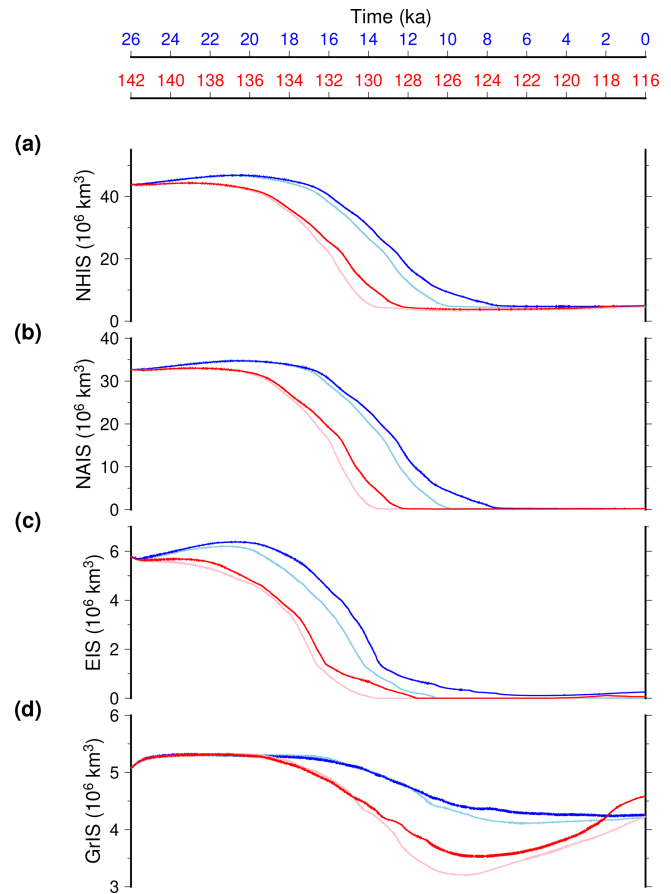 Time (ka)
26 24 22 20 18 16 14 12 10 8 6 4 2 0
142 140 138 136 134 132 130 128 126 124 122 120 118 116
(a)
NHIS (10⁶ km³)
40
20
0
(b)
NAIS (10⁶ km³)
40
30
20
10
0
(c)
EIS (10⁶ km³)
6
4
2
0
(d)
GrIS (10⁶ km³)
6
5
4
3